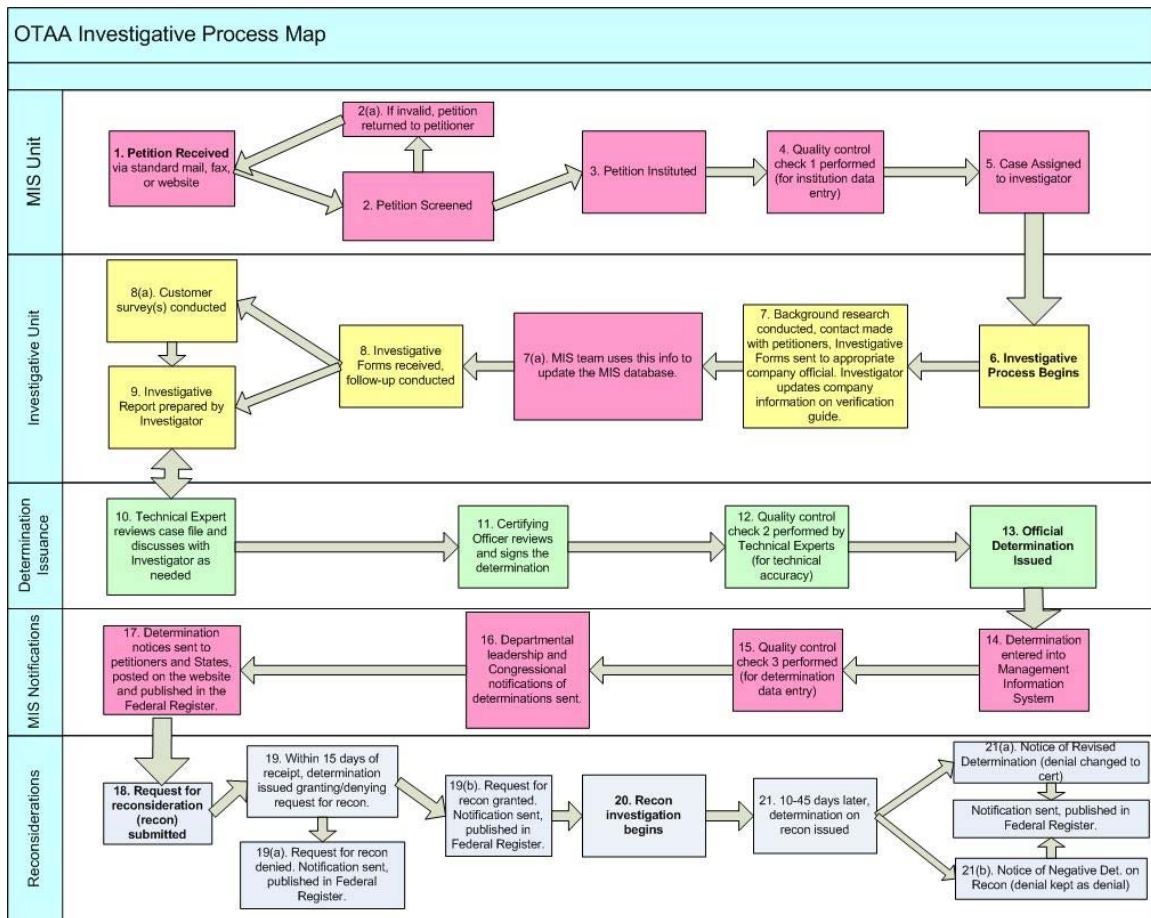 OTAA Investigative Process Map
MIS Unit
2(a). If invalid, petition
returned to petitioner
1. Petition Received
via standard mail, fax,
or website
2. Petition Screened
3. Petition Instituted
4. Quality control
check 1 performed
(for institution data
entry)
5. Case Assigned
to investigator
Investigative Unit
8(a). Customer
survey(s) conducted
9. Investigative
Report prepared by
Investigator
8. Investigative
Forms received,
follow-up conducted
7(a). MIS team uses this info to
update the MIS database.
7. Background research
conducted, contact made
with petitioners, Investigative
Forms sent to appropriate
company official. Investigator
updates company
information on verification
guide.
6. Investigative
Process Begins
Determination
Issuance
10. Technical Expert
reviews case file and
discusses with
Investigator as
needed
11. Certifying
Officer reviews
and signs the
determination
12. Quality control
check 2 performed by
Technical Experts
(for technical
accuracy)
13. Official
Determination
Issued
MIS Notifications
17. Determination
notices sent to
petitioners and States,
posted on the website
and published in the
Federal Register.
16. Departmental
leadership and
Congressional
notifications of
determinations sent.
15. Quality control
check 3 performed
(for determination
data entry)
14. Determination
entered into
Management
Information
System
Reconsiderations
18. Request for
reconsideration
(recon)
submitted
19. Within 15 days of
receipt, determination
issued granting/denying
request for recon.
19(a). Request for recon
denied. Notification sent,
published in Federal
Register.
19(b). Request for
recon granted.
Notification sent,
published in
Federal Register.
20. Recon
investigation
begins
21. 10-45 days later,
determination on
recon issued
21(a). Notice of Revised
Determination (denial changed to
cert)
Notification sent, published in
Federal Register.
21(b). Notice of Negative Det. on
Recon (denial kept as denial)